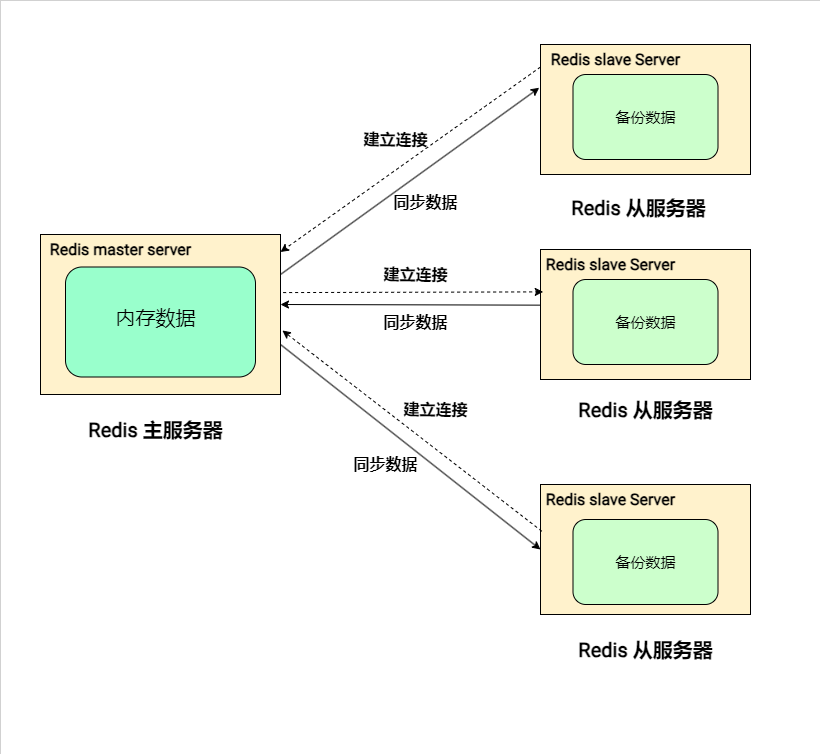 Redis slave Server
备份数据
建立连接
同步数据
Redis 从服务器
Redis master server
内存数据
Redis 主服务器
建立连接
同步数据
Redis slave Server
备份数据
Redis 从服务器
建立连接
同步数据
Redis slave Server
备份数据
Redis 从服务器